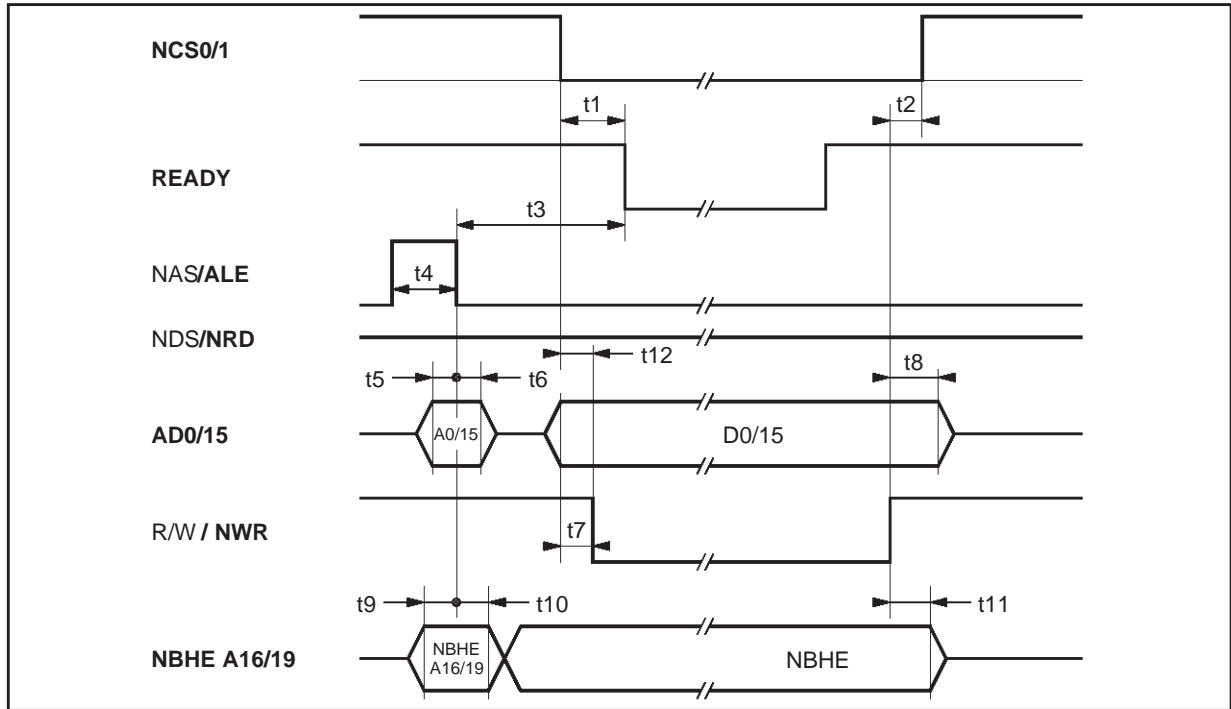 NCS0/1
t1
t2
READY
t3
NAS/ALE
t4
NDS/NRD
t12
t5
t6
t8
AD0/15
A0/15
D0/15
R/W / NWR
t7
t9
t10
t11
NBHE A16/19
NBHE
A16/19
NBHE